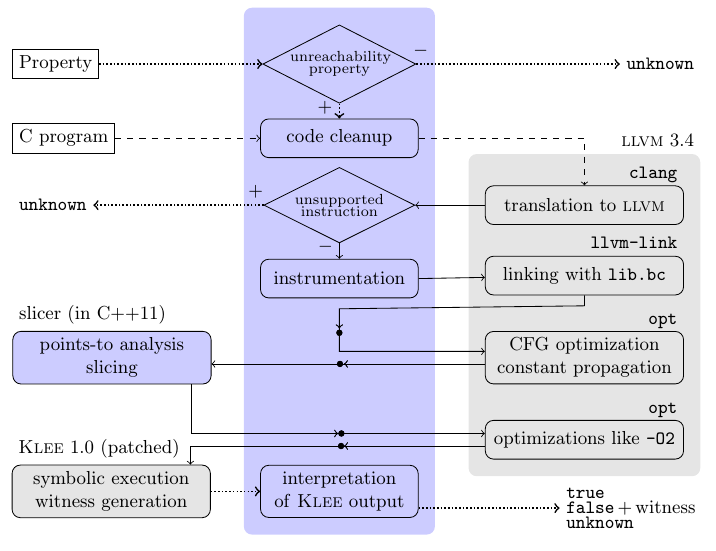 unreachability
property
−
Property
unknown
+
C program
code cleanup
LLVM 3.4
clang
+
unsupported
instruction
unknown
translation to LLVM
−
llvm-link
instrumentation
linking with lib.bc
slicer (in C++11)
opt
points-to analysis
slicing
CFG optimization
constant propagation
opt
optimizations like -O2
KLEE 1.0 (patched)
symbolic execution
witness generation
interpretation
of KLEE output
true
false + witness
unknown